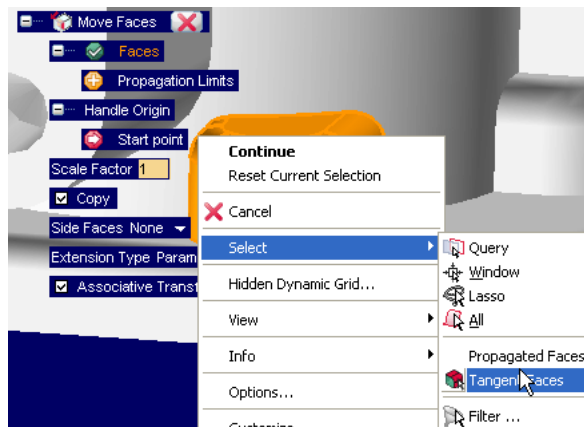 Move Faces
Faces
Propagation Limits
Handle Origin
Start point
Scale Factor 1
Copy
Side Faces None
Extension Type Param
Associative Transf
Continue
Reset Current Selection
Cancel
Select
Hidden Dynamic Grid...
View
Info
Options...
Customize
Query
Window
Lasso
All
Propagated Faces
Tangent Faces
Filter ...